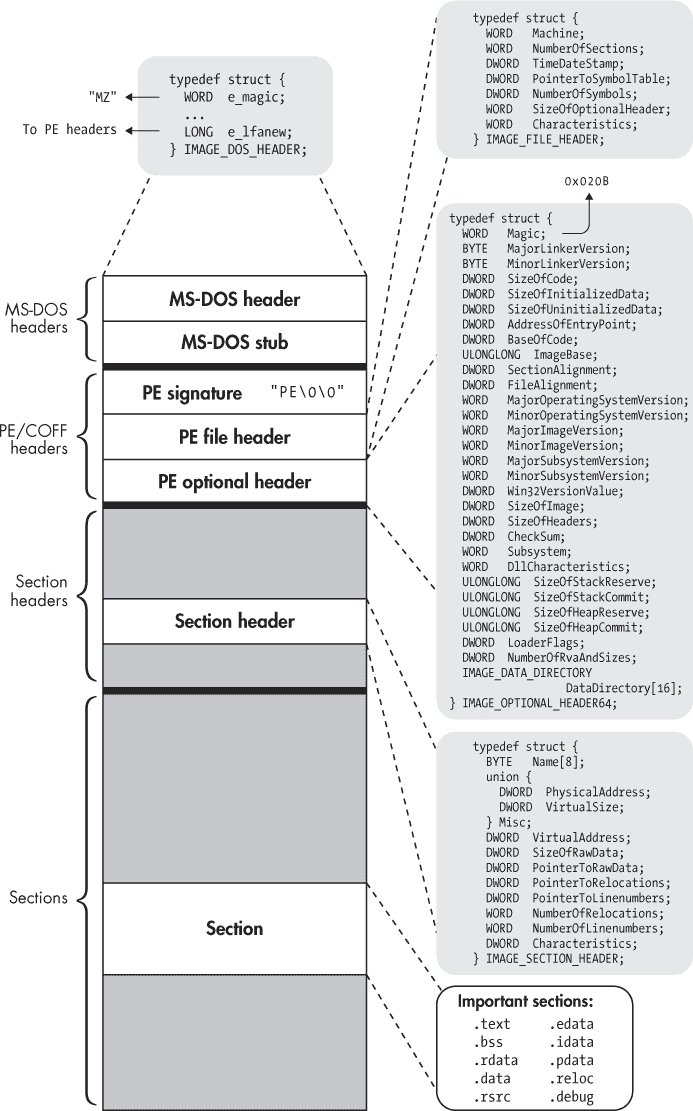 typedef struct {
"MZ" WORD e_magic;
...
To PE headers LONG e_lfanew;
} IMAGE_DOS_HEADER;
typedef struct {
WORD Machine;
WORD NumberOfSections;
DWORD TimeDateStamp;
DWORD PointerToSymbolTable;
DWORD NumberOfSymbols;
WORD SizeOfOptionalHeader;
WORD Characteristics;
} IMAGE_FILE_HEADER;
0x020B
typedef struct {
WORD Magic;
BYTE MajorLinkerVersion;
BYTE MinorLinkerVersion;
DWORD SizeOfCode;
DWORD SizeOfInitializedData;
DWORD SizeOfUninitializedData;
DWORD AddressOfEntryPoint;
DWORD BaseOfCode;
ULONGLONG ImageBase;
DWORD SectionAlignment;
DWORD FileAlignment;
WORD MajorOperatingSystemVersion;
WORD MinorOperatingSystemVersion;
WORD MajorImageVersion;
WORD MinorImageVersion;
WORD MajorSubsystemVersion;
WORD MinorSubsystemVersion;
DWORD Win32VersionValue;
DWORD SizeOfImage;
DWORD SizeOfHeaders;
DWORD CheckSum;
WORD Subsystem;
WORD DllCharacteristics;
ULONGLONG SizeOfStackReserve;
ULONGLONG SizeOfStackCommit;
ULONGLONG SizeOfHeapReserve;
ULONGLONG SizeOfHeapCommit;
DWORD LoaderFlags;
DWORD NumberOfRvaAndSizes;
IMAGE_DATA_DIRECTORY
DataDirectory[16];
} IMAGE_OPTIONAL_HEADER64;
typedef struct {
BYTE Name[8];
union {
DWORD PhysicalAddress;
DWORD VirtualSize;
} Misc;
DWORD VirtualAddress;
DWORD SizeOfRawData;
DWORD PointerToRawData;
DWORD PointerToRelocations;
DWORD PointerToLinenumbers;
WORD NumberOfRelocations;
WORD NumberOfLinenumbers;
DWORD Characteristics;
} IMAGE_SECTION_HEADER;
MS-DOS
headers
MS-DOS header
MS-DOS stub
PE/COFF
headers
PE signature "PE\0\0"
PE file header
PE optional header
Section
headers
Section header
Sections
Section
Important sections:
.text .edata
.bss .idata
.rdata .pdata
.data .reloc
.rsrc .debug